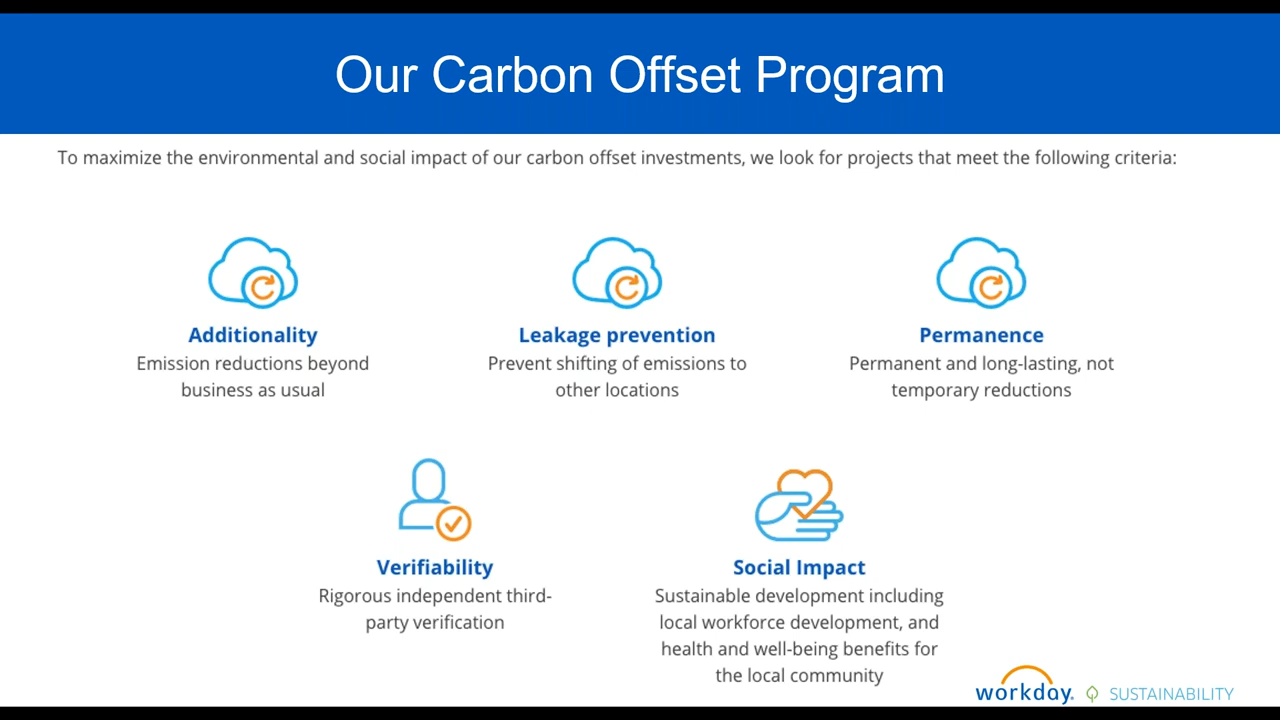 Our Carbon Offset Program
To maximize the environmental and social impact of our carbon offset investments, we look for projects that meet the following criteria:
Additionality
Emission reductions beyond
business as usual
Leakage prevention
Prevent shifting of emissions to
other locations
Permanence
Permanent and long-lasting, not
temporary reductions
Verifiability
Rigorous independent third-
party verification
Social Impact
Sustainable development including
local workforce development, and
health and well-being benefits for
the local community
workday. SUSTAINABILITY